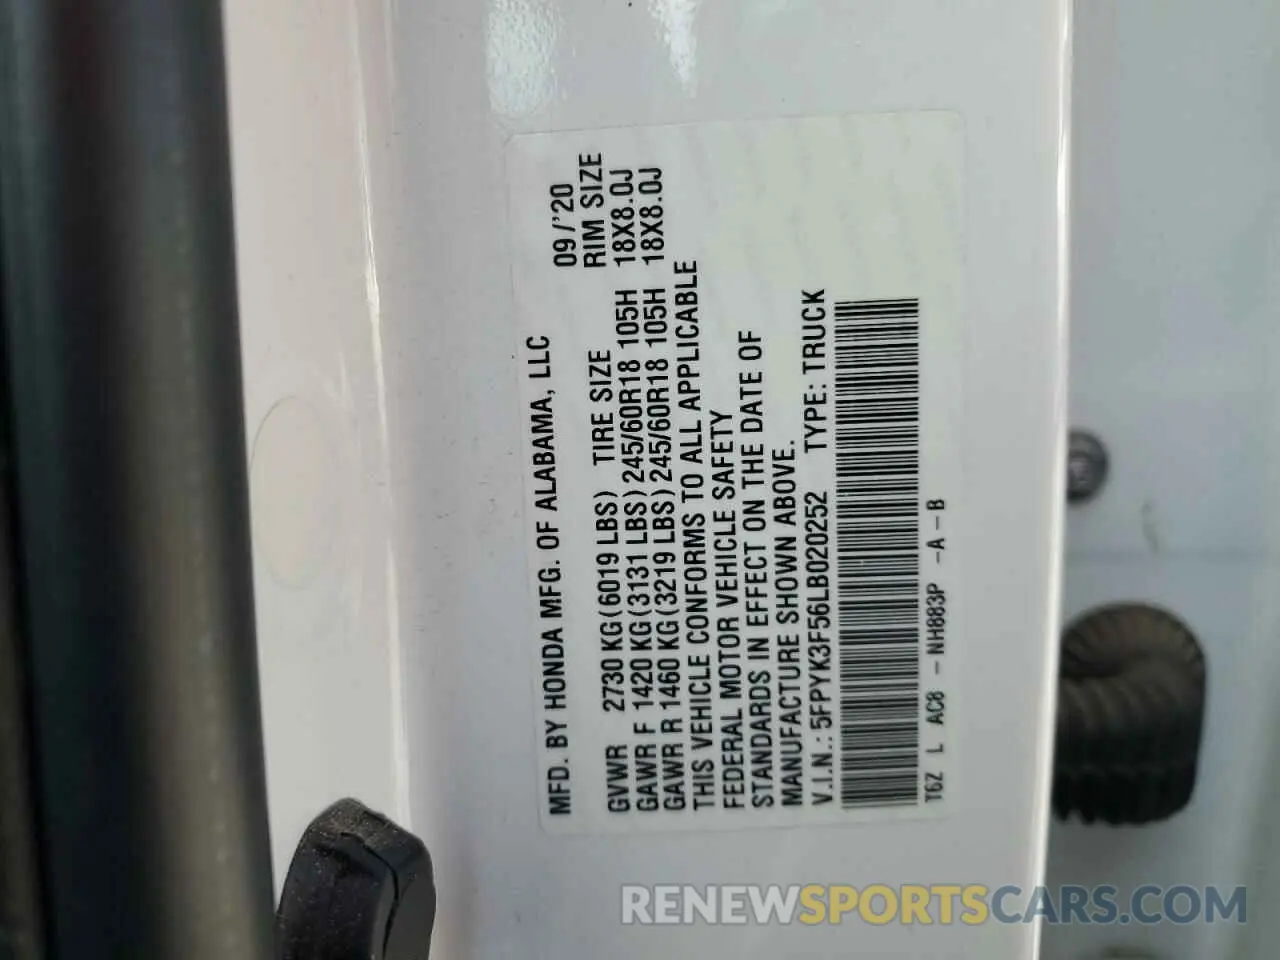 MFD. BY HONDA MFG. OF ALABAMA, LLC 09/'20
GVWR 2730 KG(6019 LBS) TIRE SIZE RIM SIZE
GAWR F 1420 KG(3131 LBS)245/60R18 105H 18X8.0J
GAWR R 1460 KG(3219 LBS)245/60R18 105H 18X8.0J
THIS VEHICLE CONFORMS TO ALL APPLICABLE
FEDERAL MOTOR VEHICLE SAFETY
STANDARDS IN EFFECT ON THE DATE OF
MANUFACTURE SHOWN ABOVE.
V.I.N.: 5FPYK3F56LB020252 TYPE: TRUCK
T6Z L AC8 - NH883P -A-B
RENEWSPORTSCARS.COM